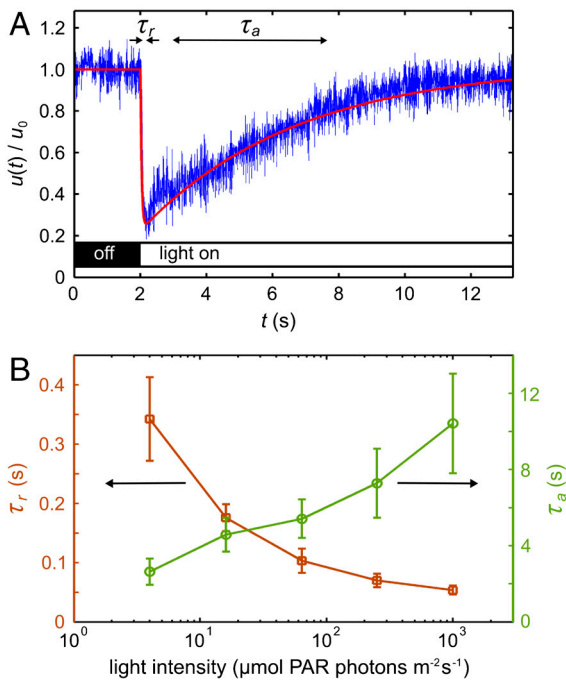 A
τr
τa
1.2
1.0
0.8
0.6
0.4
0.2
0
u(t) / u0
off
light on
0 2 4 6 8 10 12
t (s)
B
0.4
0.3
0.2
0.1
0
τr (s)
12
8
4
0
τa (s)
10⁰ 10¹ 10² 10³
light intensity (μmol PAR photons m⁻²s⁻¹)